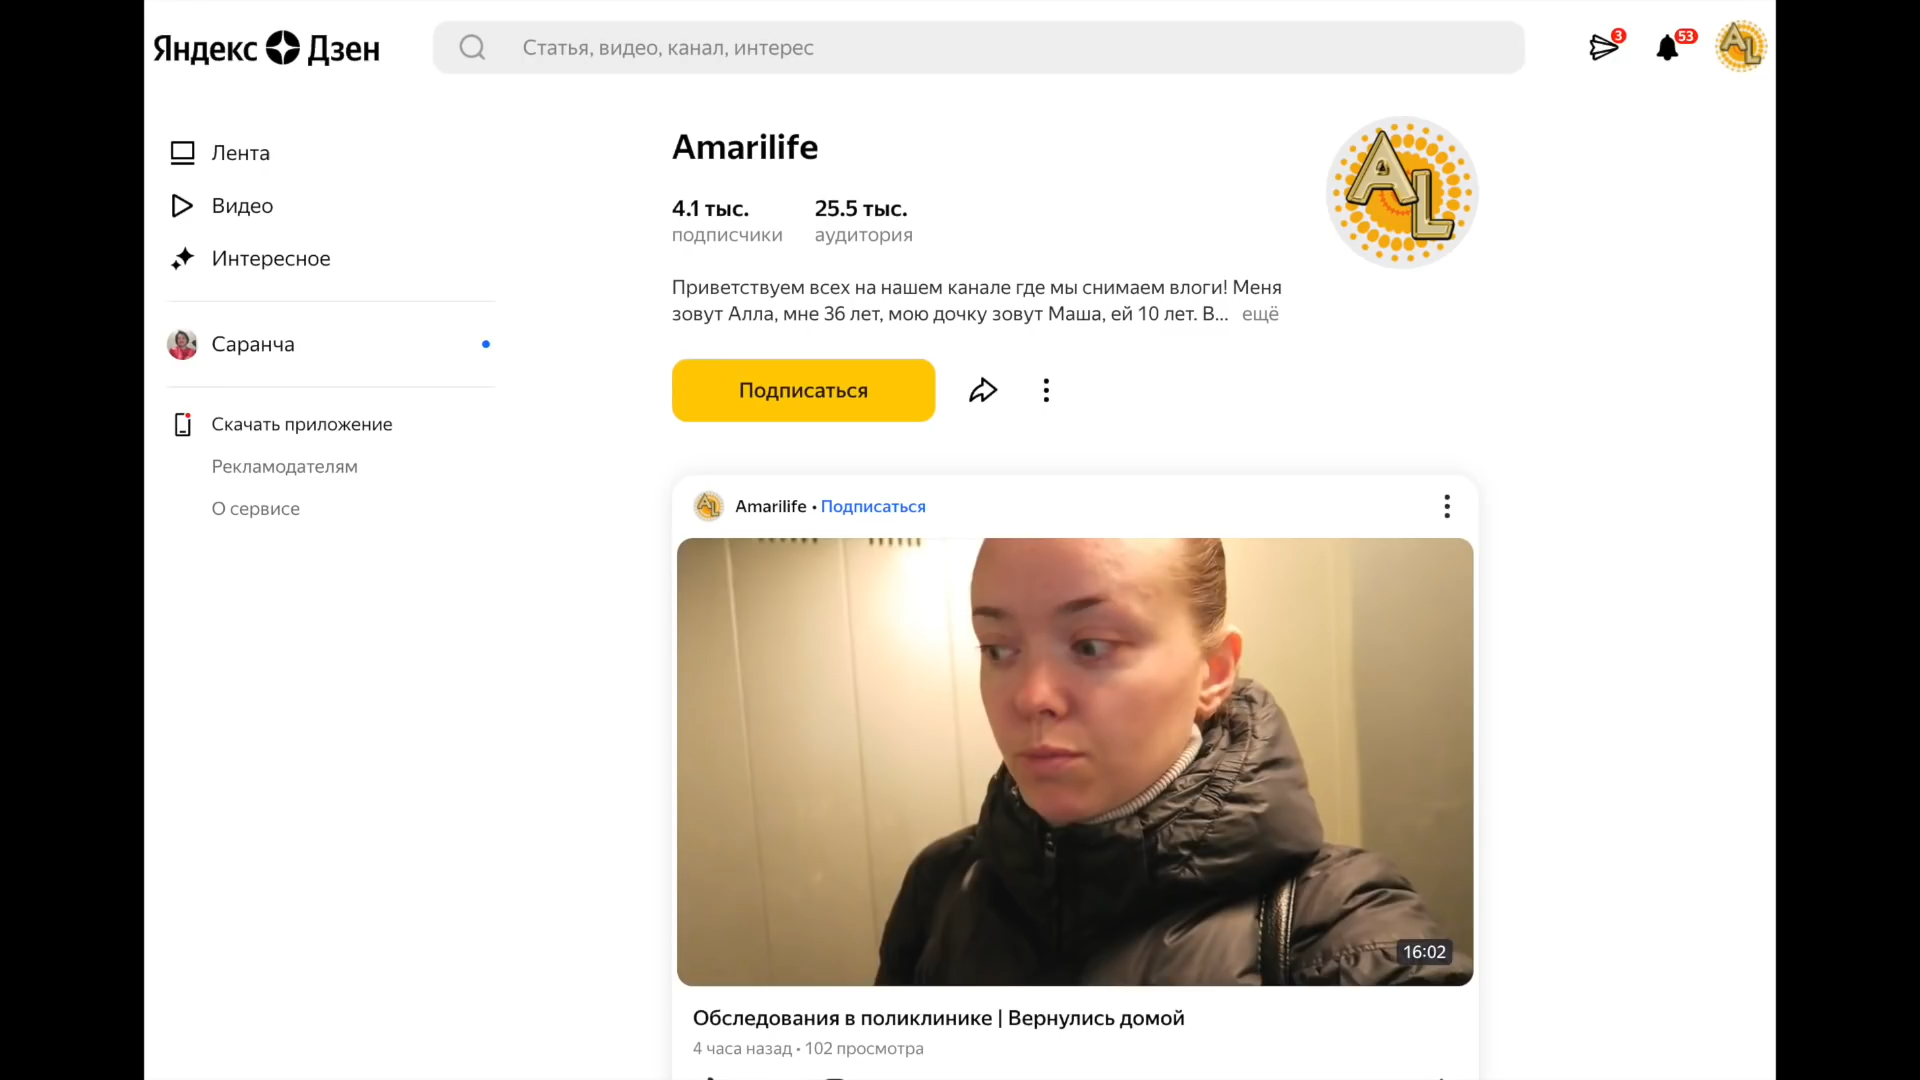 Яндекс Дзен
Статья, видео, канал, интерес
3
53
AL
Лента
Видео
Интересное
Саранча
Скачать приложение
Рекламодателям
О сервисе
Amarilife
4.1 тыс.
подписчики
25.5 тыс.
аудитория
AL
Приветствуем всех на нашем канале где мы снимаем влоги! Меня
зовут Алла, мне 36 лет, мою дочку зовут Маша, ей 10 лет. В... ещё
Подписаться
AL
Amarilife • Подписаться
16:02
Обследования в поликлинике | Вернулись домой
4 часа назад • 102 просмотра